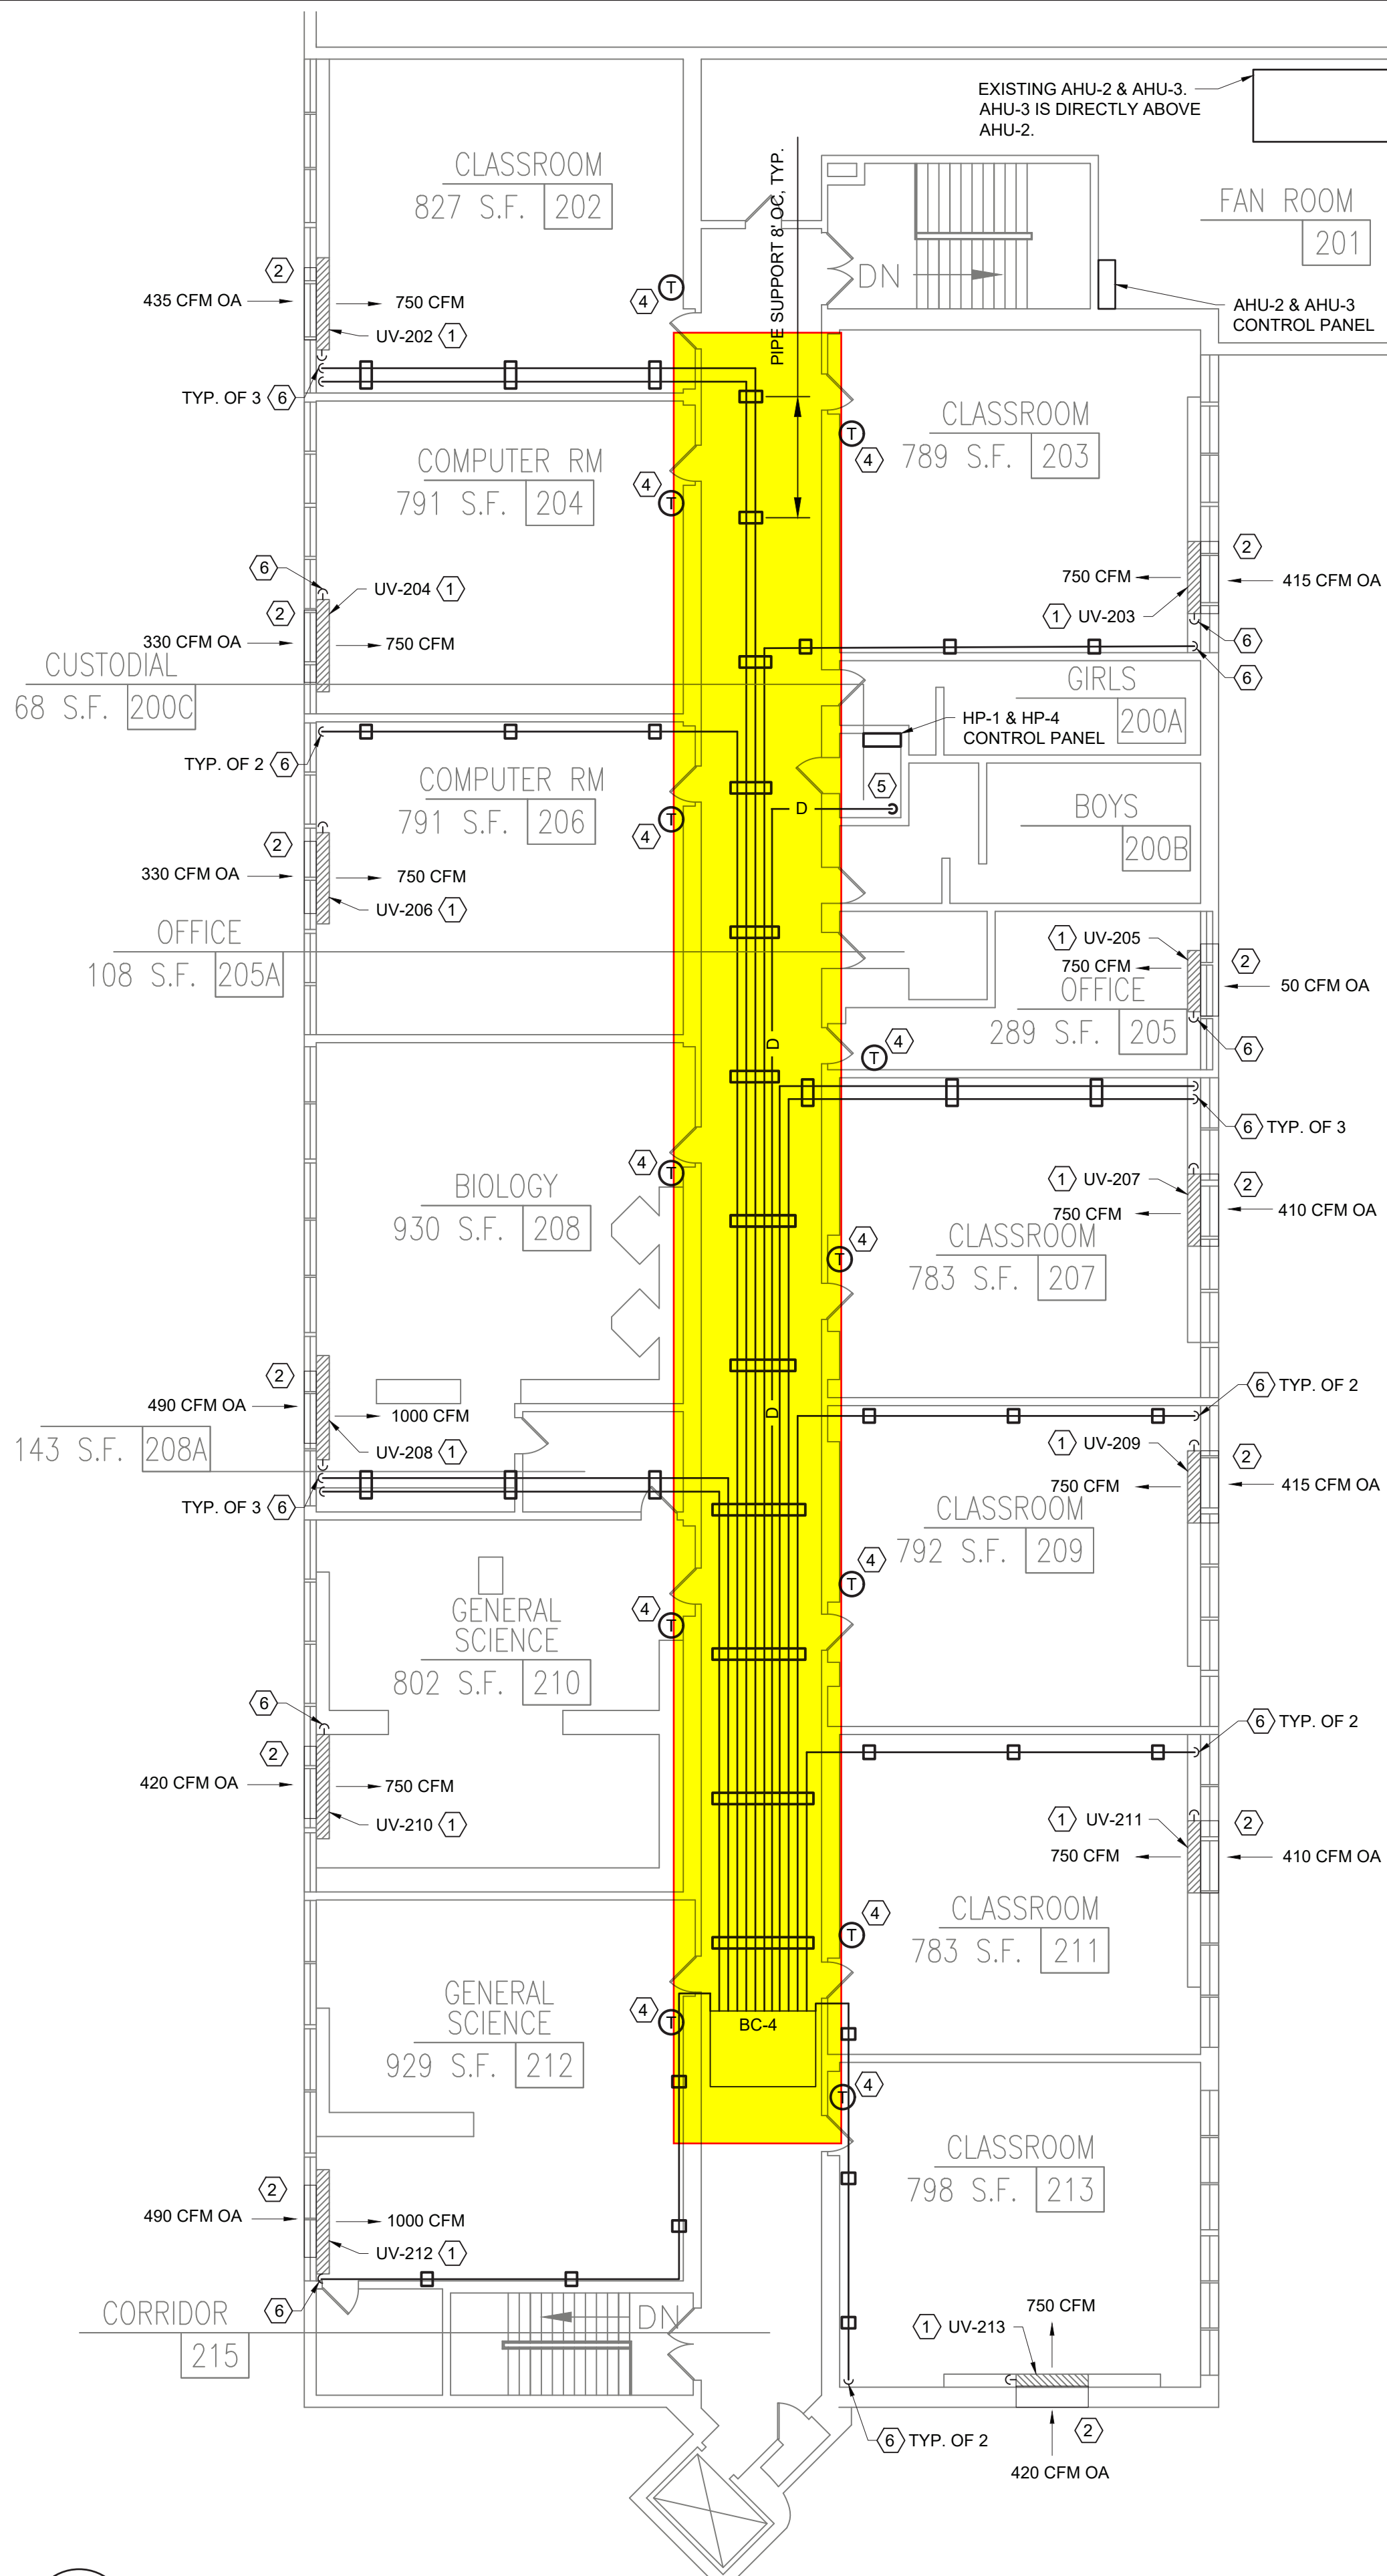 EXISTING AHU-2 & AHU-3.
AHU-3 IS DIRECTLY ABOVE
AHU-2.
CLASSROOM
827 S.F. 202
PIPE SUPPORT 8' OC, TYP.
DN
FAN ROOM
201
2
435 CFM OA
750 CFM
4
UV-202 1
AHU-2 & AHU-3
CONTROL PANEL
T
TYP. OF 3 6
CLASSROOM
789 S.F. 203
T
4
COMPUTER RM
791 S.F. 204
4
T
2
750 CFM
415 CFM OA
1 UV-203
6
6
6
UV-204 1
2
330 CFM OA
750 CFM
CUSTODIAL
68 S.F. 200C
GIRLS
200A
HP-1 & HP-4
CONTROL PANEL
TYP. OF 2 6
COMPUTER RM
791 S.F. 206
T
4
5
D
BOYS
200B
2
330 CFM OA
750 CFM
UV-206 1
OFFICE
108 S.F. 205A
1 UV-205
750 CFM
2
50 CFM OA
OFFICE
289 S.F. 205
D
4
T
6
6 TYP. OF 3
4
T
BIOLOGY
930 S.F. 208
1 UV-207
2
750 CFM
410 CFM OA
CLASSROOM
783 S.F. 207
4
T
2
490 CFM OA
1000 CFM
UV-208 1
143 S.F. 208A
D
6 TYP. OF 2
1 UV-209
2
750 CFM
415 CFM OA
TYP. OF 3 6
CLASSROOM
792 S.F. 209
4
T
GENERAL
SCIENCE
802 S.F. 210
4
T
6
2
420 CFM OA
750 CFM
UV-210 1
6 TYP. OF 2
1 UV-211
2
750 CFM
410 CFM OA
CLASSROOM
783 S.F. 211
4
T
GENERAL
SCIENCE
929 S.F. 212
4
T
BC-4
4
T
CLASSROOM
798 S.F. 213
2
490 CFM OA
1000 CFM
UV-212 1
6
CORRIDOR
215
DN
750 CFM
1 UV-213
6 TYP. OF 2
2
420 CFM OA